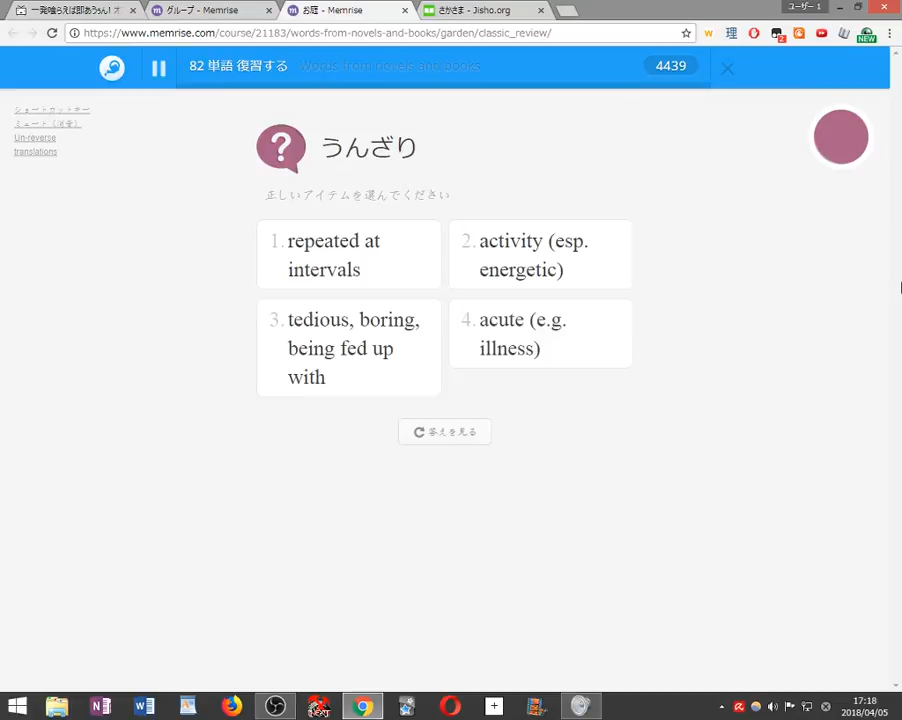 一発喰らえば即あうぅん!
グループ - Memrise
お庭 - Memrise
さかさま - Jisho.org
ユーザー 1
https://www.memrise.com/course/21183/words-from-novels-and-books/garden/classic_review/
82 単語 復習する
Words from novels and books
4439
ショートカットキー
ミュート (消音)
Un-reverse
translations
うんざり
正しいアイテムを選んでください
1. repeated at
intervals
2. activity (esp.
energetic)
3. tedious, boring,
being fed up
with
4. acute (e.g.
illness)
答えを見る
17:18
2018/04/05